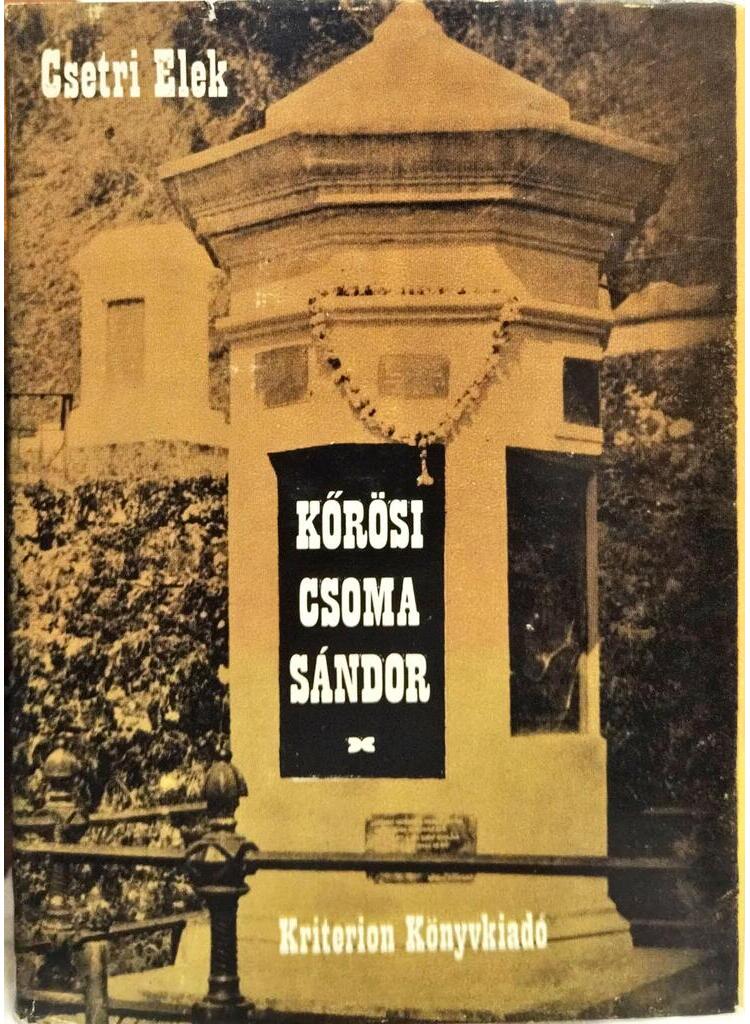 Csetri Elek
KŐRÖSI
CSOMA
SÁNDOR
Kriterion Könyvkiadó